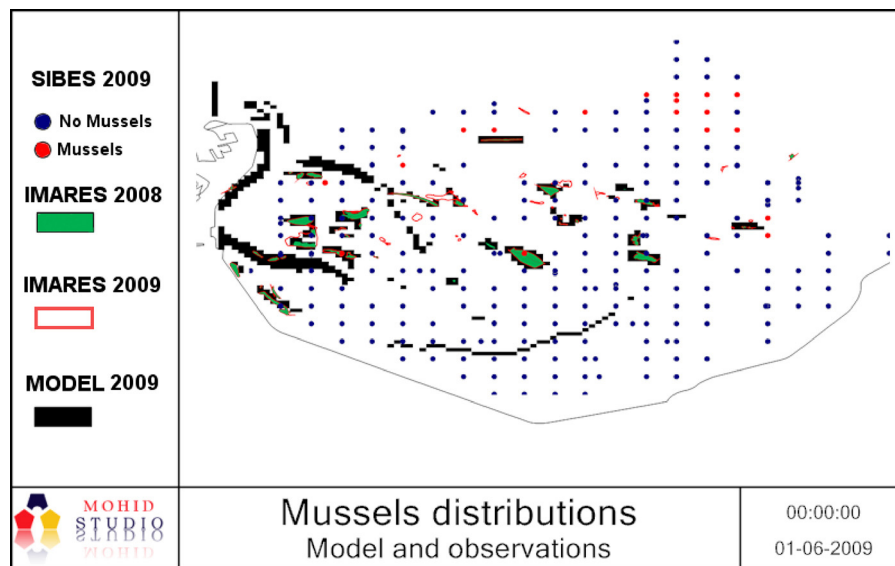 SIBES 2009
No Mussels
Mussels
IMARES 2008
IMARES 2009
MODEL 2009
MOHID
STUDIO
Mussels distributions
Model and observations
00:00:00
01-06-2009